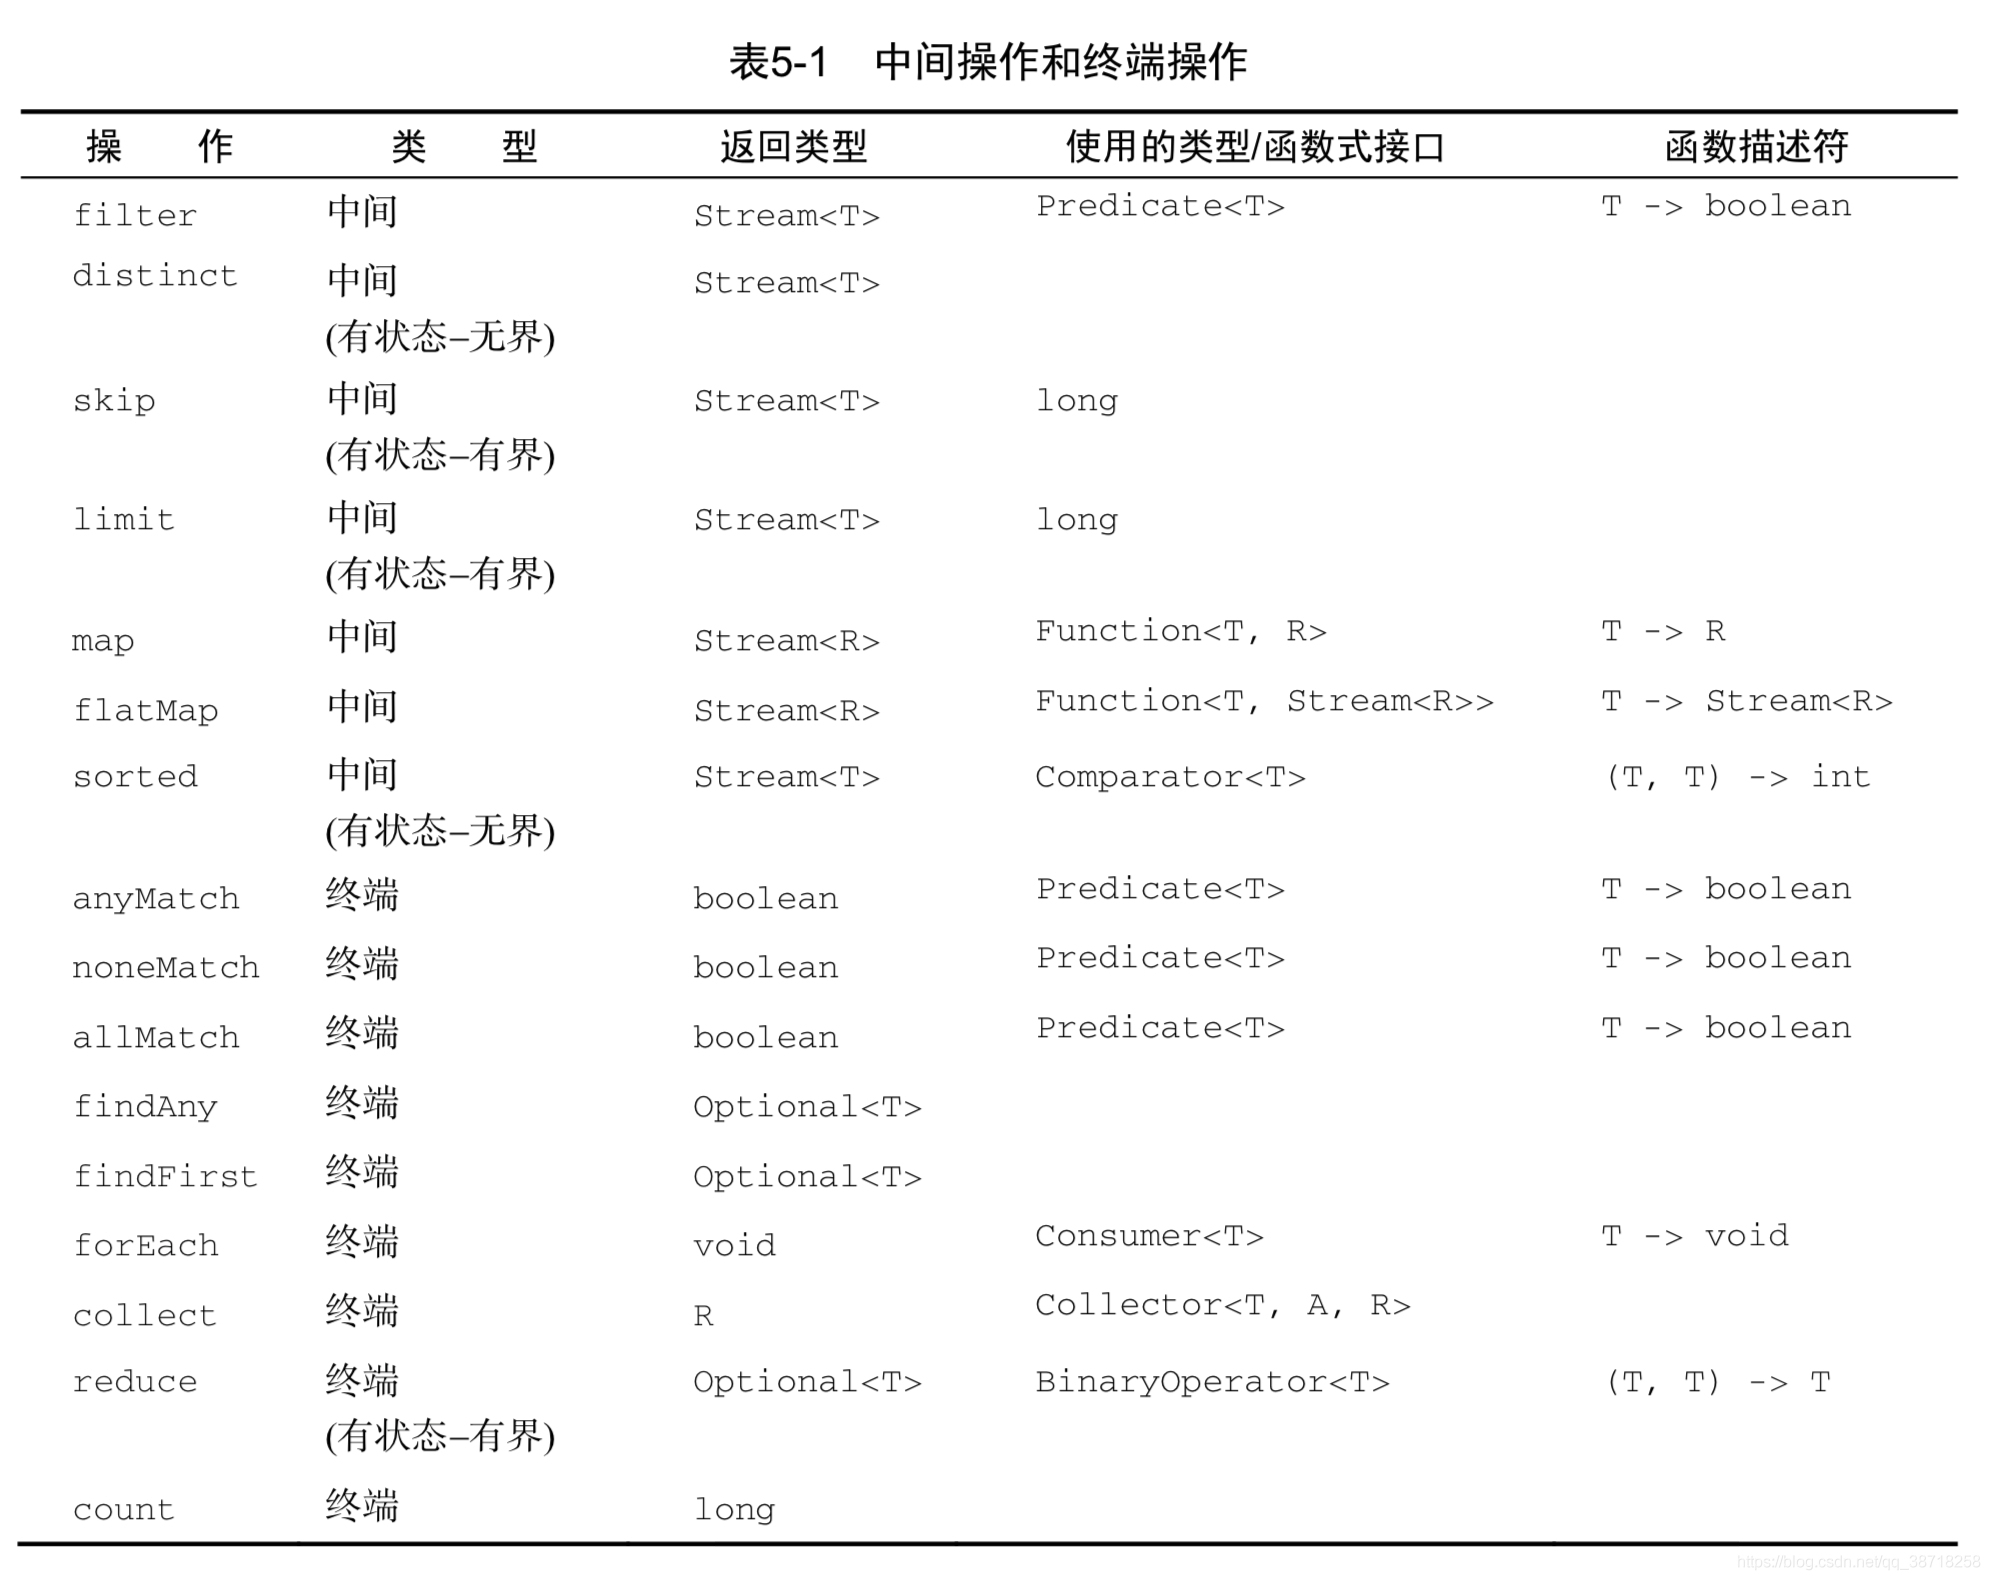 表5-1 中间操作和终端操作
操 作 类 型 返回类型 使用的类型/函数式接口 函数描述符
filter 中间 Stream<T> Predicate<T> T -> boolean
distinct 中间 Stream<T>
(有状态–无界)
skip 中间 Stream<T> long
(有状态–有界)
limit 中间 Stream<T> long
(有状态–有界)
map 中间 Stream<R> Function<T, R> T -> R
flatMap 中间 Stream<R> Function<T, Stream<R>> T -> Stream<R>
sorted 中间 Stream<T> Comparator<T> (T, T) -> int
(有状态–无界)
anyMatch 终端 boolean Predicate<T> T -> boolean
noneMatch 终端 boolean Predicate<T> T -> boolean
allMatch 终端 boolean Predicate<T> T -> boolean
findAny 终端 Optional<T>
findFirst 终端 Optional<T>
forEach 终端 void Consumer<T> T -> void
collect 终端 R Collector<T, A, R>
reduce 终端 Optional<T> BinaryOperator<T> (T, T) -> T
(有状态–有界)
count 终端 long
https://blog.csdn.net/qq_38718258